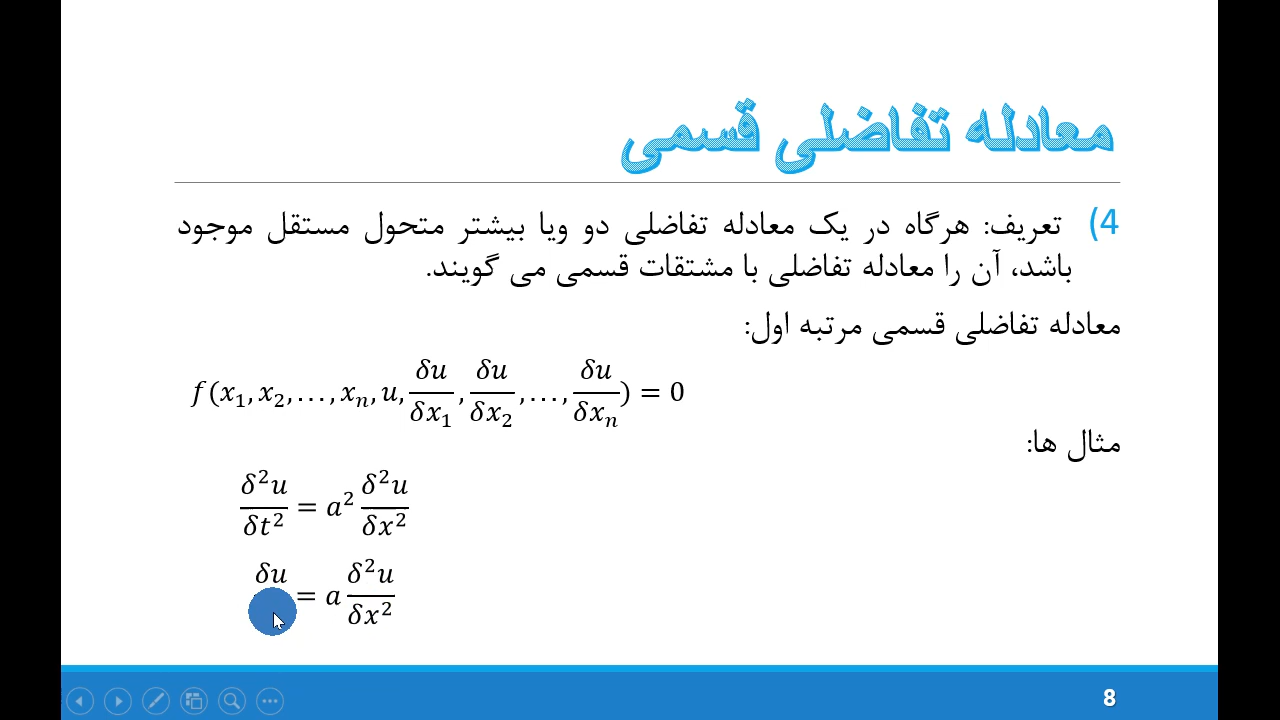 معادله تفاضلی قسمی
4) تعریف: هرگاه در یک معادله تفاضلی دو ویا بیشتر متحول مستقل موجود
باشد، آن را معادله تفاضلی با مشتقات قسمی می گویند.
معادله تفاضلی قسمی مرتبه اول:
f(x₁, x₂, …, xₙ, u, δu/δx₁, δu/δx₂, …, δu/δxₙ) = 0
مثال ها:
δ²u/δt² = a² δ²u/δx²
δu = a δ²u/δx²
8